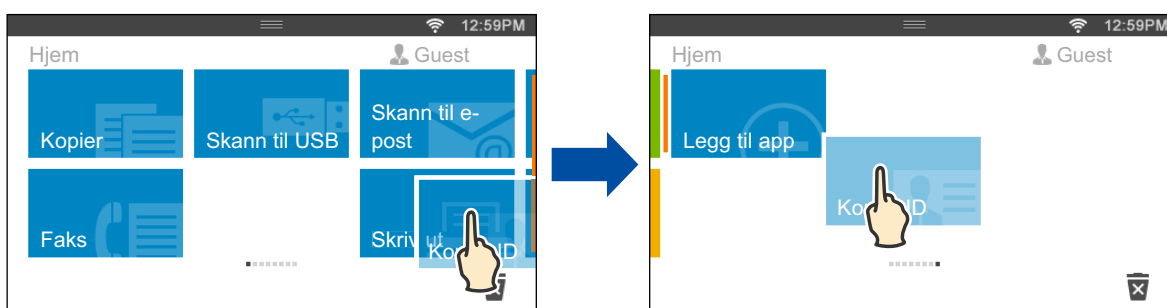 12:59PM
Hjem
Guest
Kopier
Skann til USB
Skann til e-
post
Faks
Skriv ut
12:59PM
Hjem
Guest
Legg til app